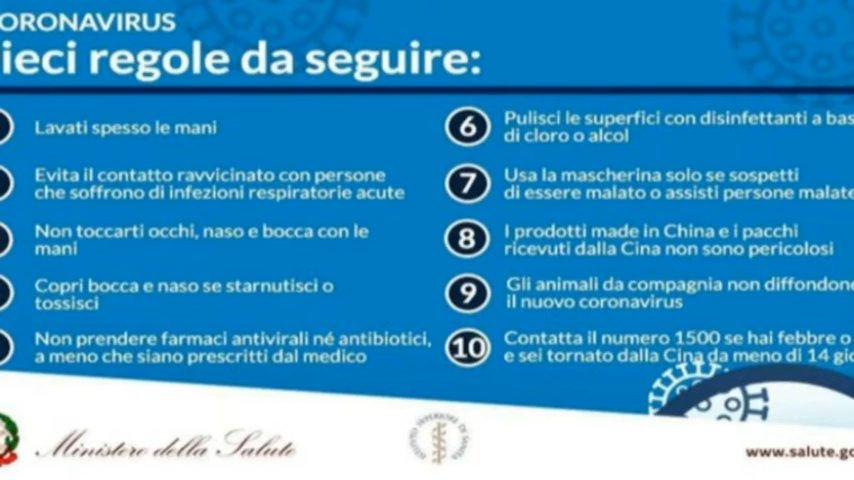 ORONAVIRUS
ieci regole da seguire:
Lavati spesso le mani
Evita il contatto ravvicinato con persone
che soffrono di infezioni respiratorie acute
Non toccarti occhi, naso e bocca con le
mani
Copri bocca e naso se starnutisci o
tossisci
Non prendere farmaci antivirali né antibiotici,
a meno che siano prescritti dal medico
6 Pulisci le superfici con disinfettanti a bas
di cloro o alcol
7 Usa la mascherina solo se sospetti
di essere malato o assisti persone malate
8 I prodotti made in China e i pacchi
ricevuti dalla Cina non sono pericolosi
9 Gli animali da compagnia non diffondono
il nuovo coronavirus
10 Contatta il numero 1500 se hai febbre o
e sei tornato dalla Cina da meno di 14 gio
Ministero della Salute
ISTITUTO SUPERIORE DI SANITÀ
www.salute.go